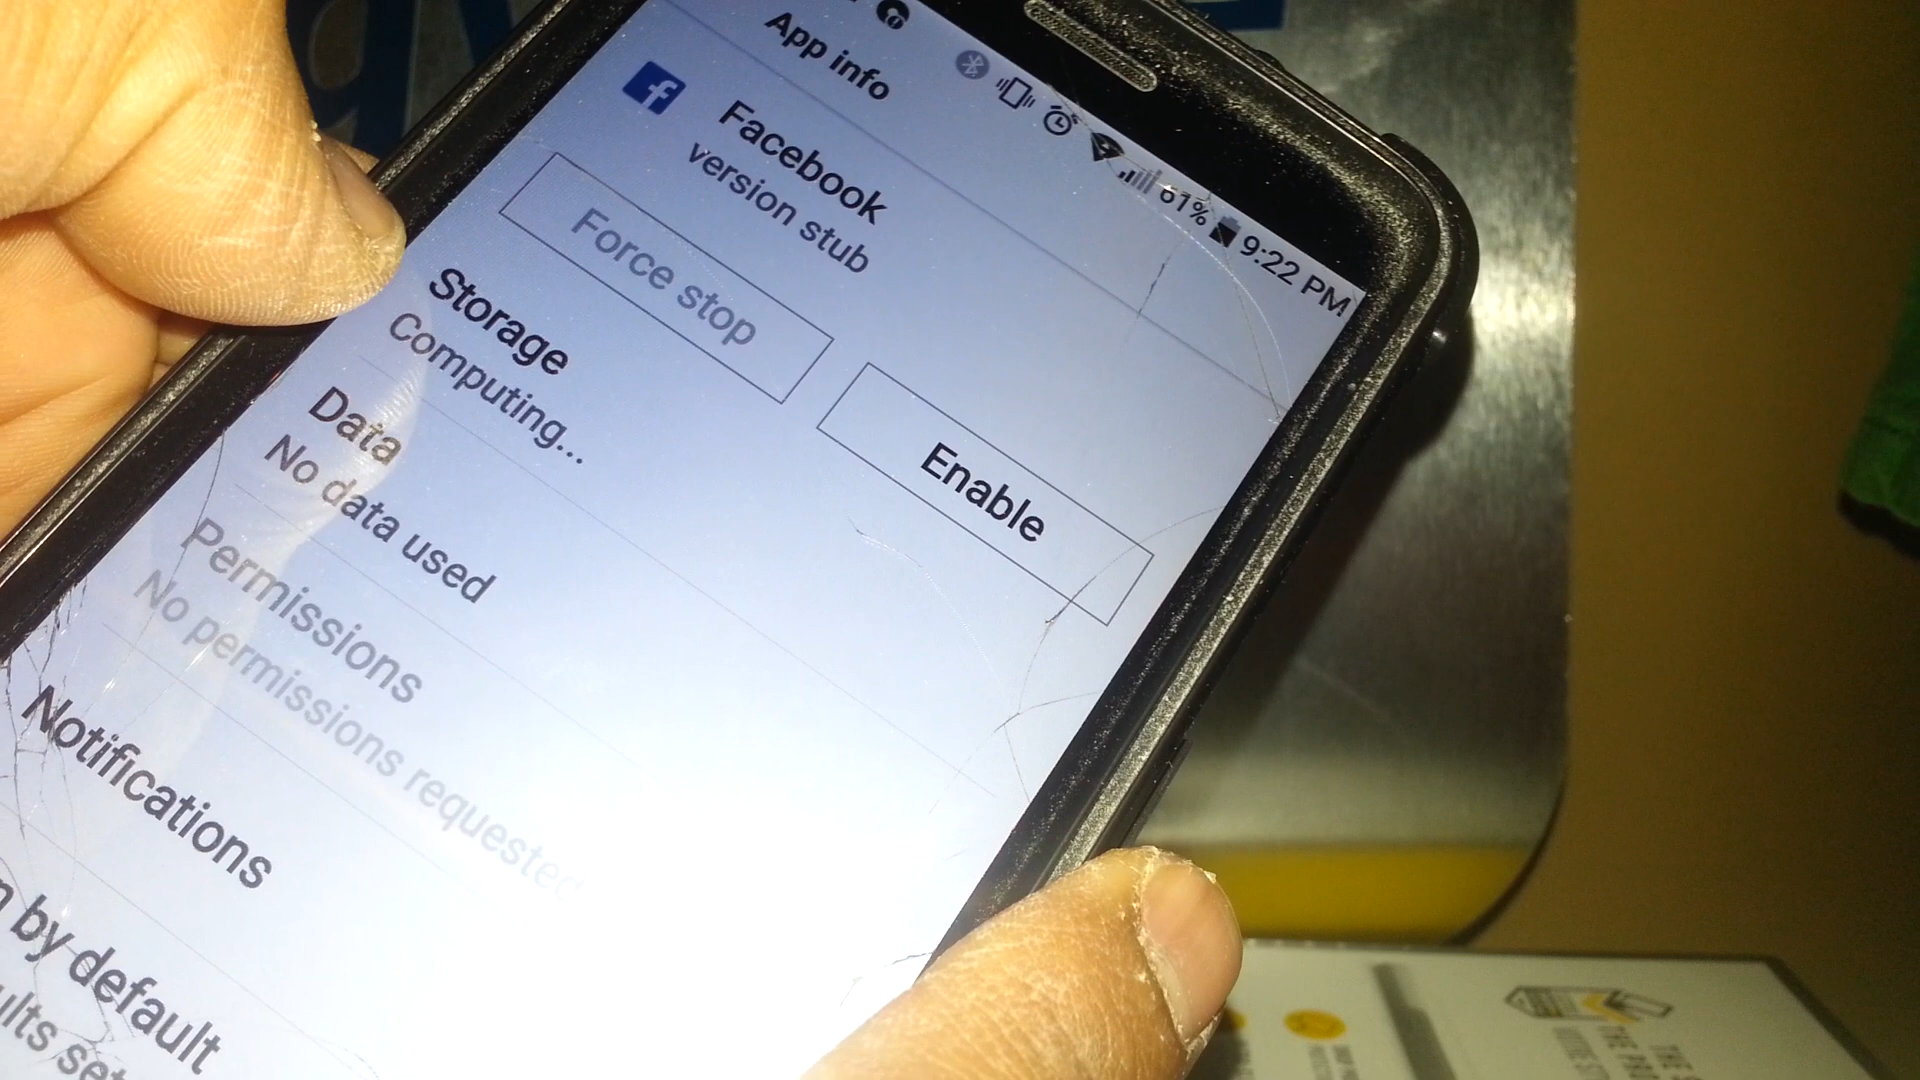 61% 9:22 PM
App info
Facebook
version stub
Force stop
Enable
Storage
Computing...
Data
No data used
Permissions
No permissions requested
Notifications
by default
set